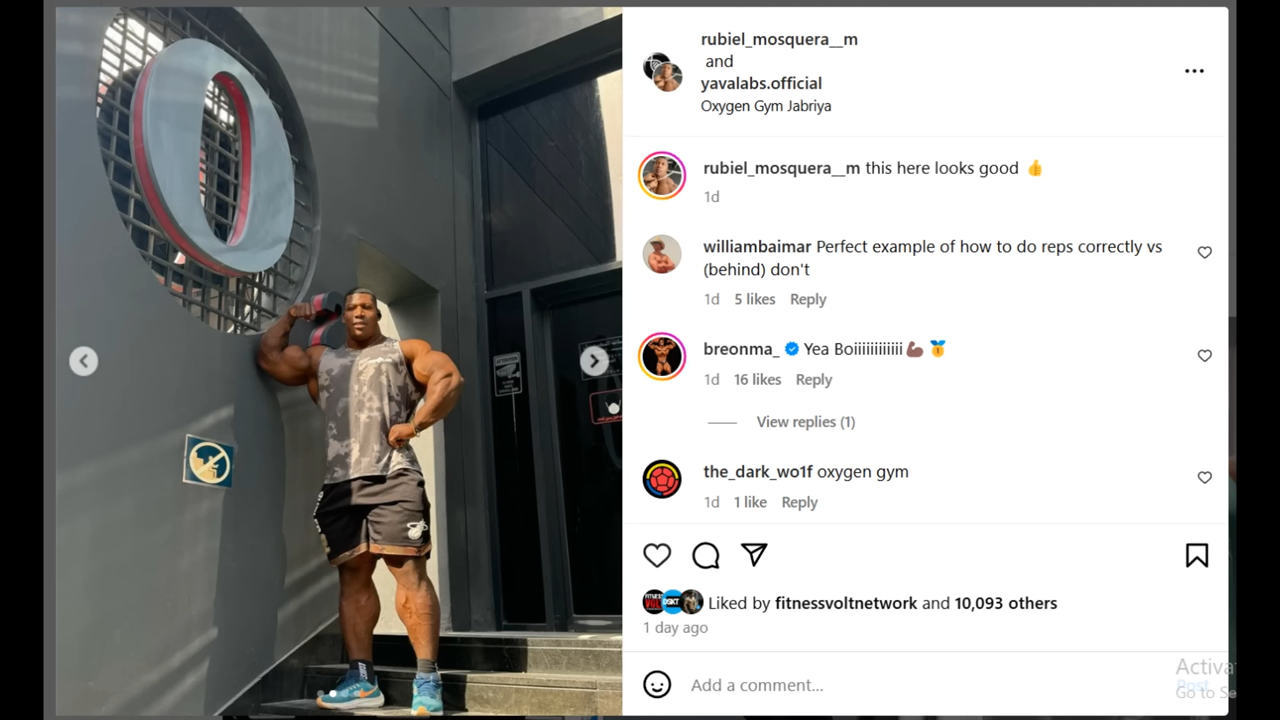 O
ATTENTION
rubiel_mosquera__m
and
yavalabs.official
Oxygen Gym Jabriya
rubiel_mosquera__m this here looks good 👍
1d
williambaimar Perfect example of how to do reps correctly vs
(behind) don't
1d 5 likes Reply
breonma_ Yea Boiiiiiiiiiiii 💪🏿 🥇
1d 16 likes Reply
View replies (1)
the_dark_wo1f oxygen gym
1d 1 like Reply
Liked by fitnessvoltnetwork and 10,093 others
1 day ago
Add a comment...
Post
Activa
Go to Se